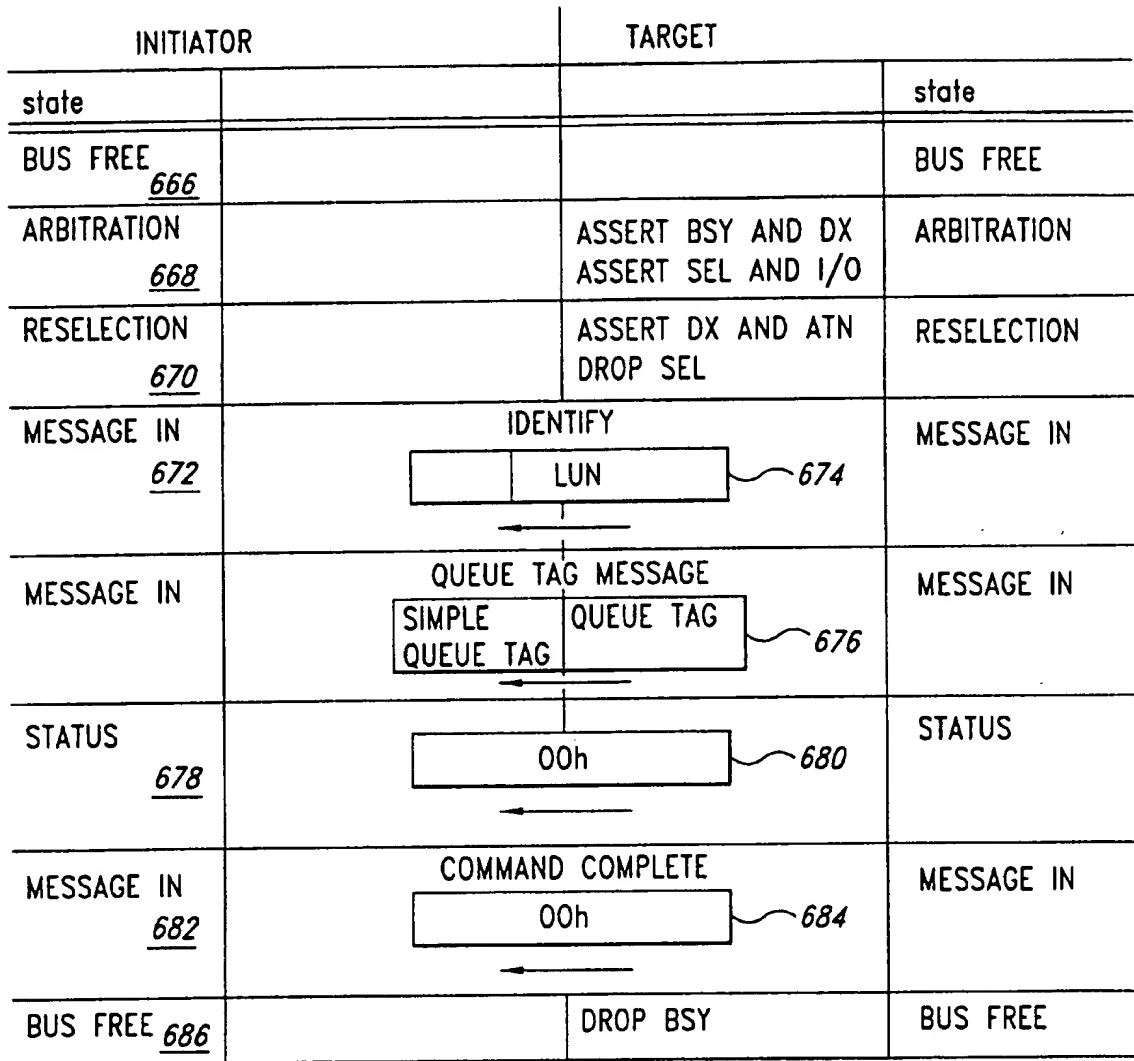 INITIATOR TARGET
state state
BUS FREE 666 BUS FREE
ARBITRATION 668 ASSERT BSY AND DX ARBITRATION
ASSERT SEL AND I/O
RESELECTION 670 ASSERT DX AND ATN RESELECTION
DROP SEL
MESSAGE IN 672 IDENTIFY MESSAGE IN
LUN 674
MESSAGE IN QUEUE TAG MESSAGE MESSAGE IN
SIMPLE QUEUE TAG
QUEUE TAG 676
STATUS 678 STATUS
00h 680
MESSAGE IN 682 COMMAND COMPLETE MESSAGE IN
00h 684
BUS FREE 686 DROP BSY BUS FREE